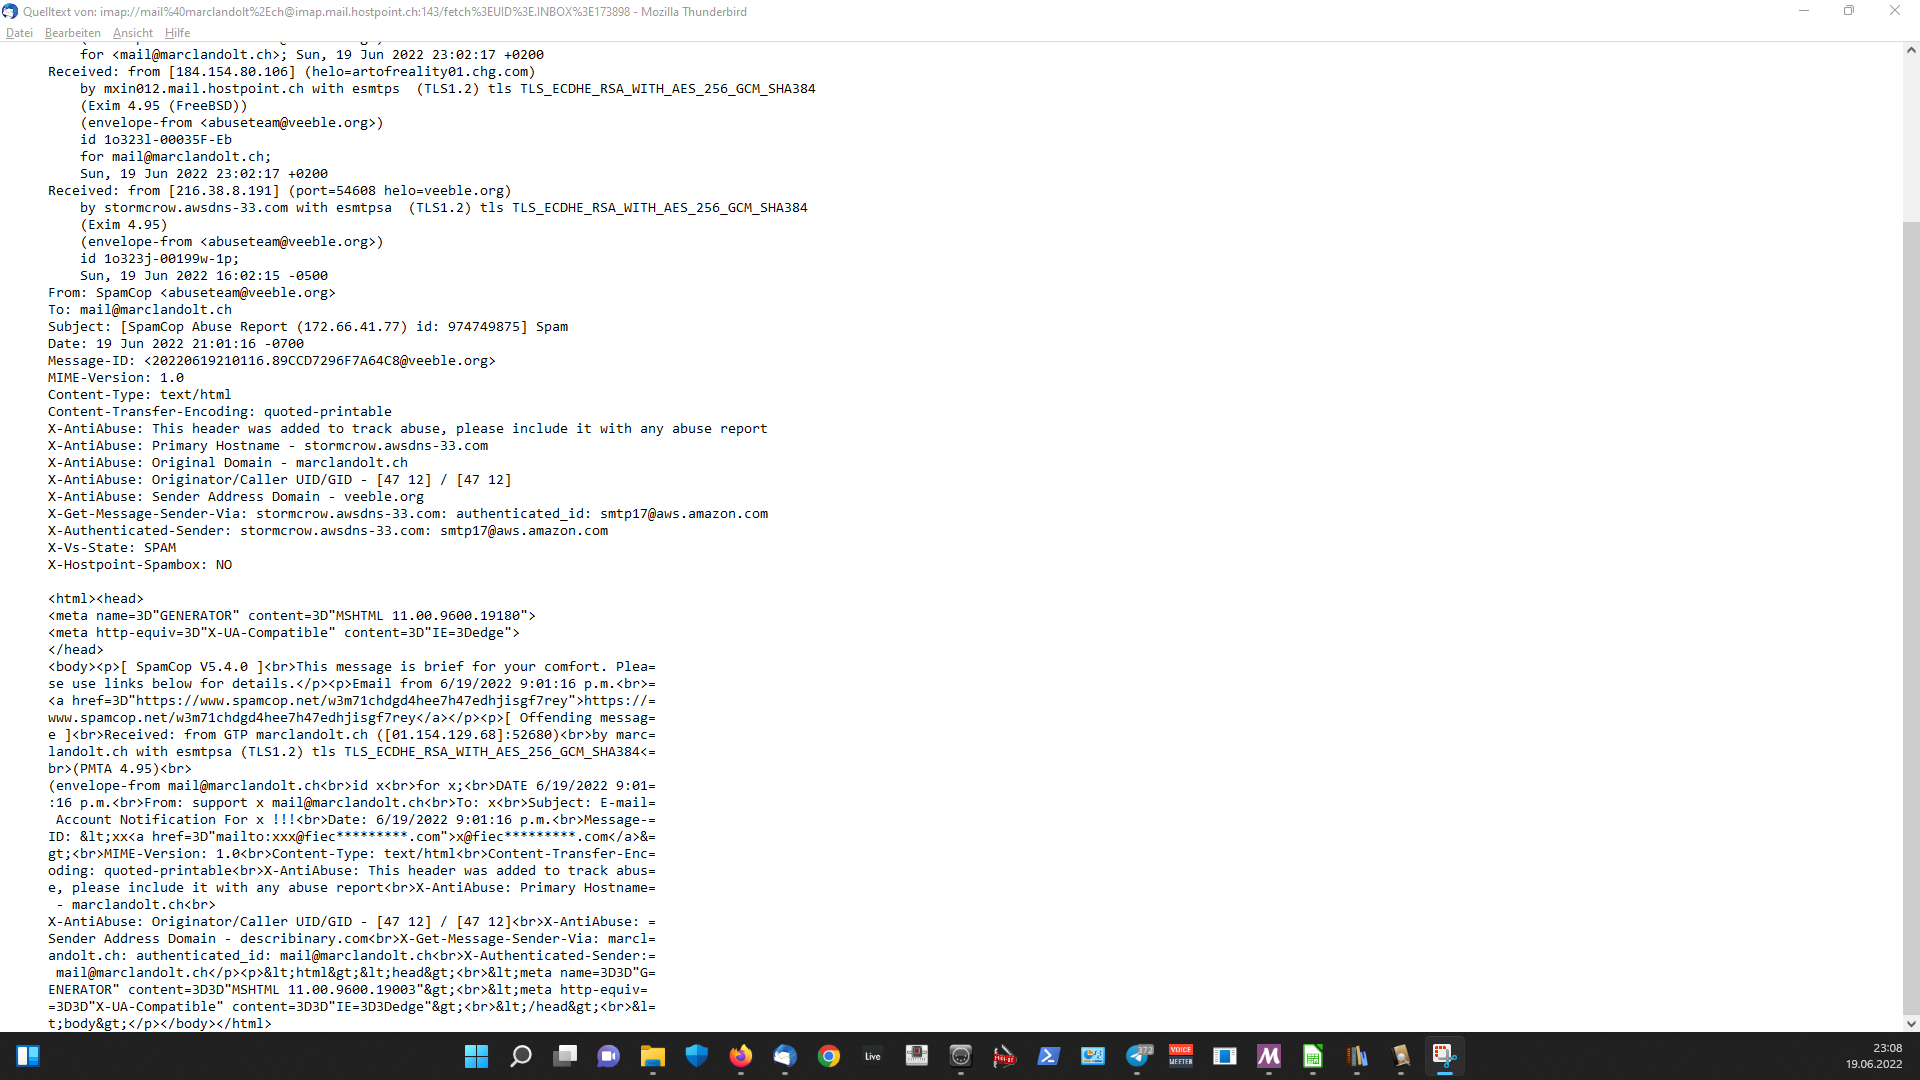 Quelltext von: imap://mail%40marclandolt%2Ech@imap.mail.hostpoint.ch:143/fetch%3EUID%3E.INBOX%3E173898 - Mozilla Thunderbird
Datei Bearbeiten Ansicht Hilfe
for <mail@marclandolt.ch>; Sun, 19 Jun 2022 23:02:17 +0200
Received: from [184.154.80.106] (helo=artofreality01.chg.com)
by mxin012.mail.hostpoint.ch with esmtps  (TLS1.2) tls TLS_ECDHE_RSA_WITH_AES_256_GCM_SHA384
(Exim 4.95 (FreeBSD))
(envelope-from <abuseteam@veeble.org>)
id 1o323l-00035F-Eb
for mail@marclandolt.ch;
Sun, 19 Jun 2022 23:02:17 +0200
Received: from [216.38.8.191] (port=54608 helo=veeble.org)
by stormcrow.awsdns-33.com with esmtpsa  (TLS1.2) tls TLS_ECDHE_RSA_WITH_AES_256_GCM_SHA384
(Exim 4.95)
(envelope-from <abuseteam@veeble.org>)
id 1o323j-00199w-1p;
Sun, 19 Jun 2022 16:02:15 -0500
From: SpamCop <abuseteam@veeble.org>
To: mail@marclandolt.ch
Subject: [SpamCop Abuse Report (172.66.41.77) id: 974749875] Spam
Date: 19 Jun 2022 21:01:16 -0700
Message-ID: <20220619210116.89CCD7296F7A64C8@veeble.org>
MIME-Version: 1.0
Content-Type: text/html
Content-Transfer-Encoding: quoted-printable
X-AntiAbuse: This header was added to track abuse, please include it with any abuse report
X-AntiAbuse: Primary Hostname - stormcrow.awsdns-33.com
X-AntiAbuse: Original Domain - marclandolt.ch
X-AntiAbuse: Originator/Caller UID/GID - [47 12] / [47 12]
X-AntiAbuse: Sender Address Domain - veeble.org
X-Get-Message-Sender-Via: stormcrow.awsdns-33.com: authenticated_id: smtp17@aws.amazon.com
X-Authenticated-Sender: stormcrow.awsdns-33.com: smtp17@aws.amazon.com
X-Vs-State: SPAM
X-Hostpoint-Spambox: NO
<html><head>
<meta name=3D"GENERATOR" content=3D"MSHTML 11.00.9600.19180">
<meta http-equiv=3D"X-UA-Compatible" content=3D"IE=3Dedge">
</head>
<body><p>[ SpamCop V5.4.0 ]<br>This message is brief for your comfort. Plea=
se use links below for details.</p><p>Email from 6/19/2022 9:01:16 p.m.<br>=
<a href=3D"https://www.spamcop.net/w3m71chdgd4hee7h47edhjisgf7rey">https://=
www.spamcop.net/w3m71chdgd4hee7h47edhjisgf7rey</a></p><p>[ Offending messag=
e ]<br>Received: from GTP marclandolt.ch ([01.154.129.68]:52680)<br>by marc=
landolt.ch with esmtpsa (TLS1.2) tls TLS_ECDHE_RSA_WITH_AES_256_GCM_SHA384<=
br>(PMTA 4.95)<br>
(envelope-from mail@marclandolt.ch<br>id x<br>for x;<br>DATE 6/19/2022 9:01=
:16 p.m.<br>From: support x mail@marclandolt.ch<br>To: x<br>Subject: E-mail=
Account Notification For x !!!<br>Date: 6/19/2022 9:01:16 p.m.<br>Message-=
ID: &lt;xx<a href=3D"mailto:xxx@fiec*********.com">x@fiec*********.com</a>&=
gt;<br>MIME-Version: 1.0<br>Content-Type: text/html<br>Content-Transfer-Enc=
oding: quoted-printable<br>X-AntiAbuse: This header was added to track abus=
e, please include it with any abuse report<br>X-AntiAbuse: Primary Hostname=
- marclandolt.ch<br>
X-AntiAbuse: Originator/Caller UID/GID - [47 12] / [47 12]<br>X-AntiAbuse: =
Sender Address Domain - describinary.com<br>X-Get-Message-Sender-Via: marcl=
andolt.ch: authenticated_id: mail@marclandolt.ch<br>X-Authenticated-Sender:=
mail@marclandolt.ch</p><p>&lt;html&gt;&lt;head&gt;<br>&lt;meta name=3D3D"G=
ENERATOR" content=3D3D"MSHTML 11.00.9600.19003"&gt;<br>&lt;meta http-equiv=
=3D3D"X-UA-Compatible" content=3D3D"IE=3D3Dedge"&gt;<br>&lt;/head&gt;<br>&l=
t;body&gt;</p></body></html>
Live
372
VOICE
MEETER
23:08
19.06.2022